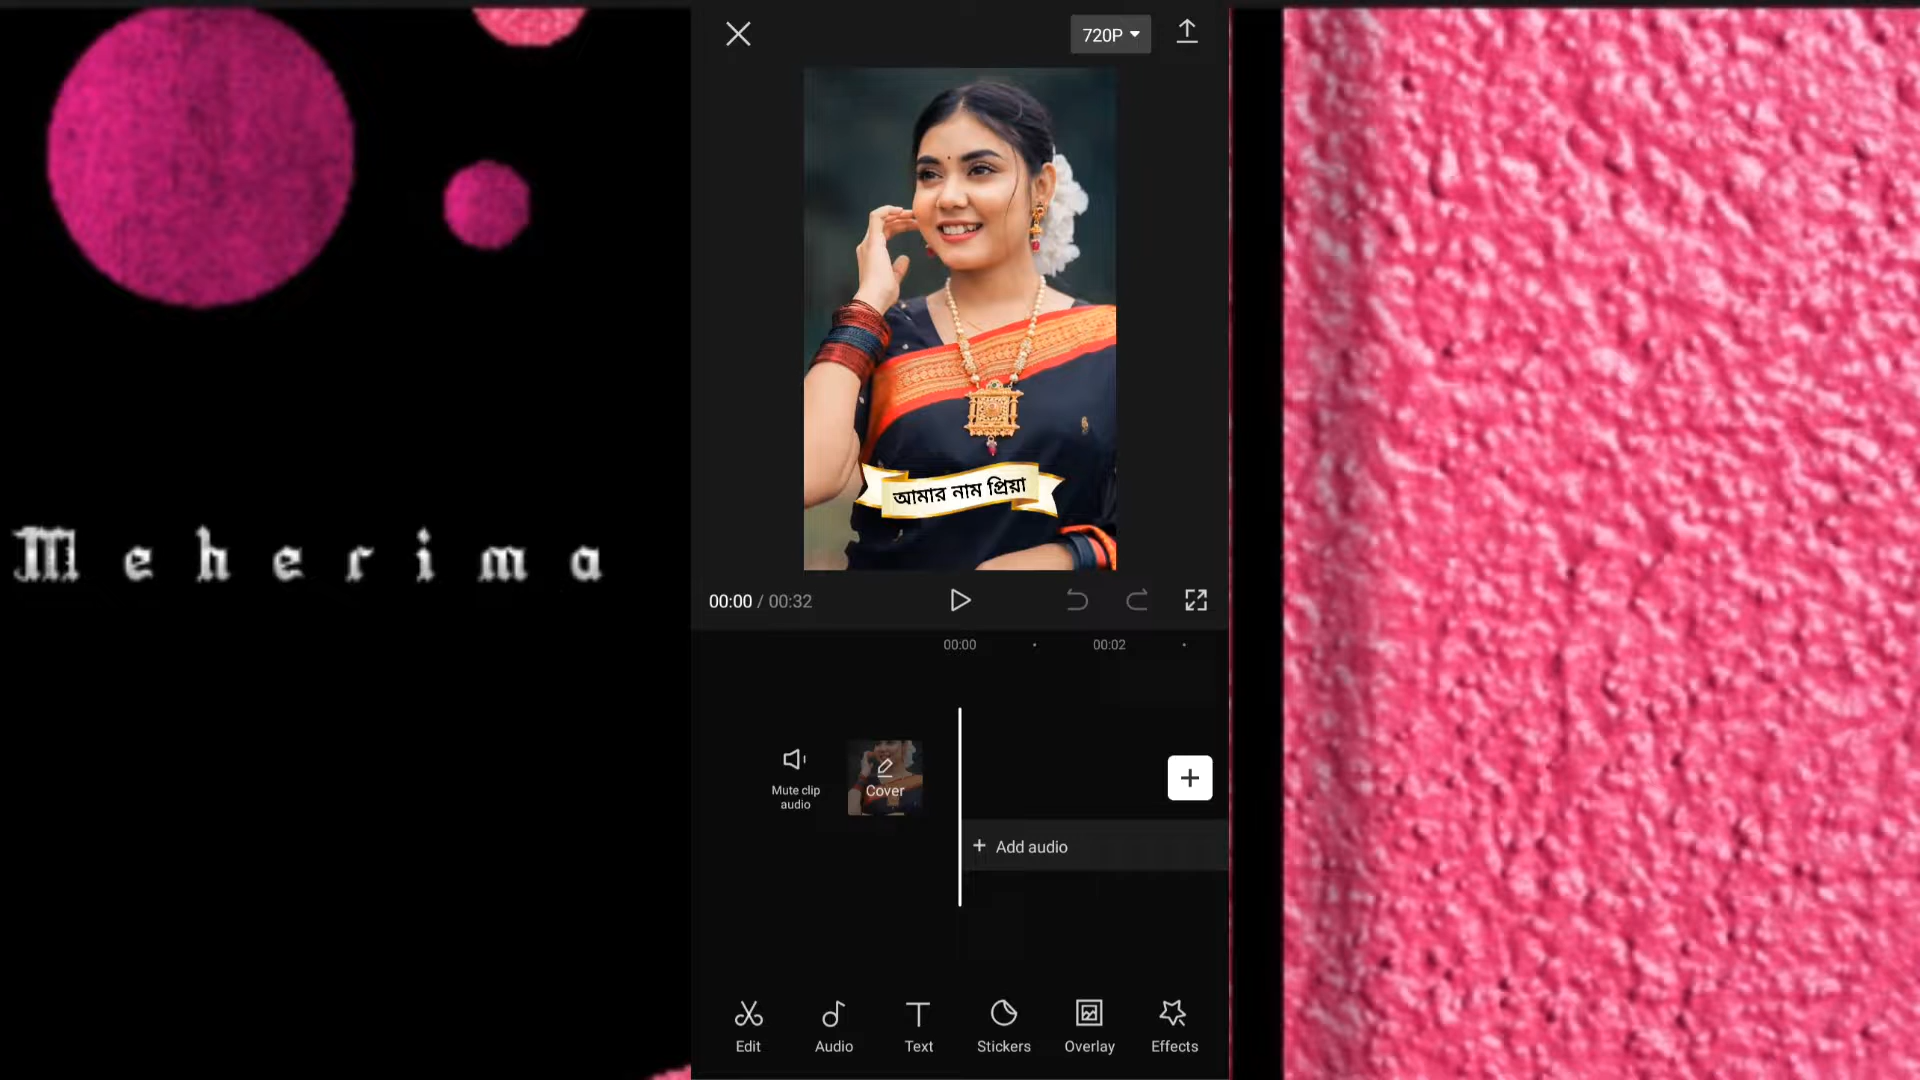 720P
আমার নাম প্রিয়া
Meherima
00:00 / 00:32
00:00
00:02
Mute clip
audio
Cover
+ Add audio
Edit
Audio
Text
Stickers
Overlay
Effects